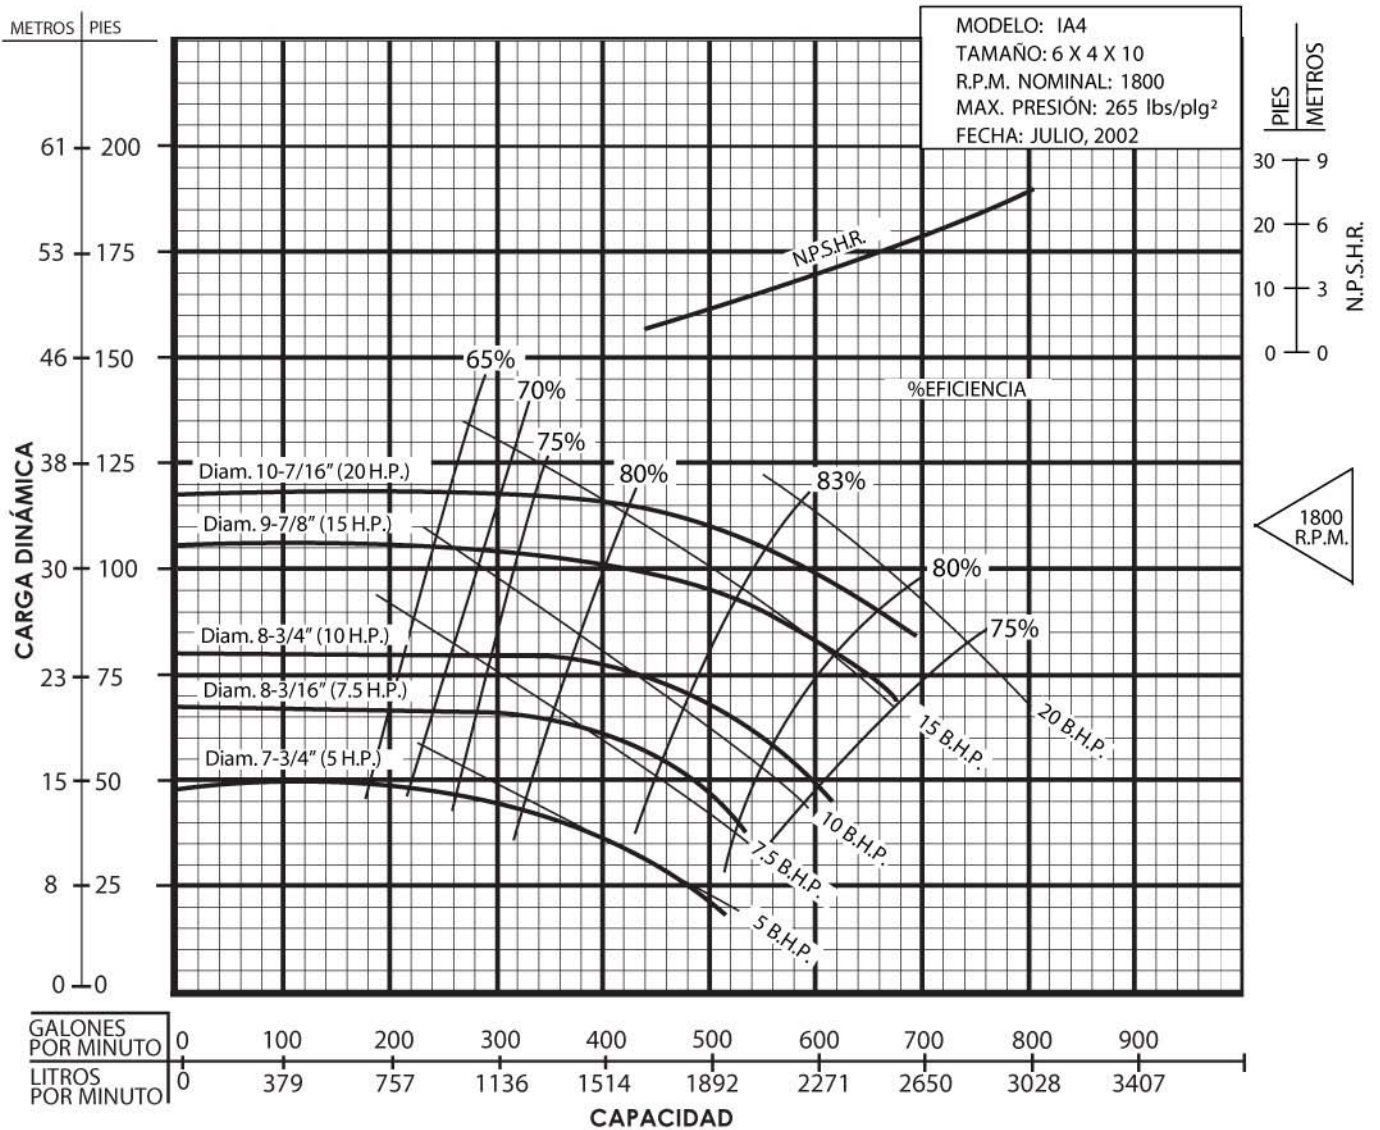 METROS PIES
MODELO: IA4
TAMAÑO: 6 X 4 X 10
R.P.M. NOMINAL: 1800
MAX. PRESIÓN: 265 lbs/plg²
FECHA: JULIO, 2002
PIES METROS
61 200
30 9
20 6
10 3
0 0
N.P.S.H.R.
N.P.S.H.R.
53 175
46 150
65%
70%
%EFICIENCIA
75%
38 125
Diam. 10-7/16" (20 H.P.)
80%
83%
CARGA DINÁMICA
Diam. 9-7/8" (15 H.P.)
1800
R.P.M.
30 100
80%
Diam. 8-3/4" (10 H.P.)
75%
23 75
Diam. 8-3/16" (7.5 H.P.)
20 B.H.P.
15 B.H.P.
Diam. 7-3/4" (5 H.P.)
15 50
10 B.H.P.
7.5 B.H.P.
8 25
5 B.H.P.
0 0
GALONES
POR MINUTO
0 100 200 300 400 500 600 700 800 900
LITROS
POR MINUTO
0 379 757 1136 1514 1892 2271 2650 3028 3407
CAPACIDAD